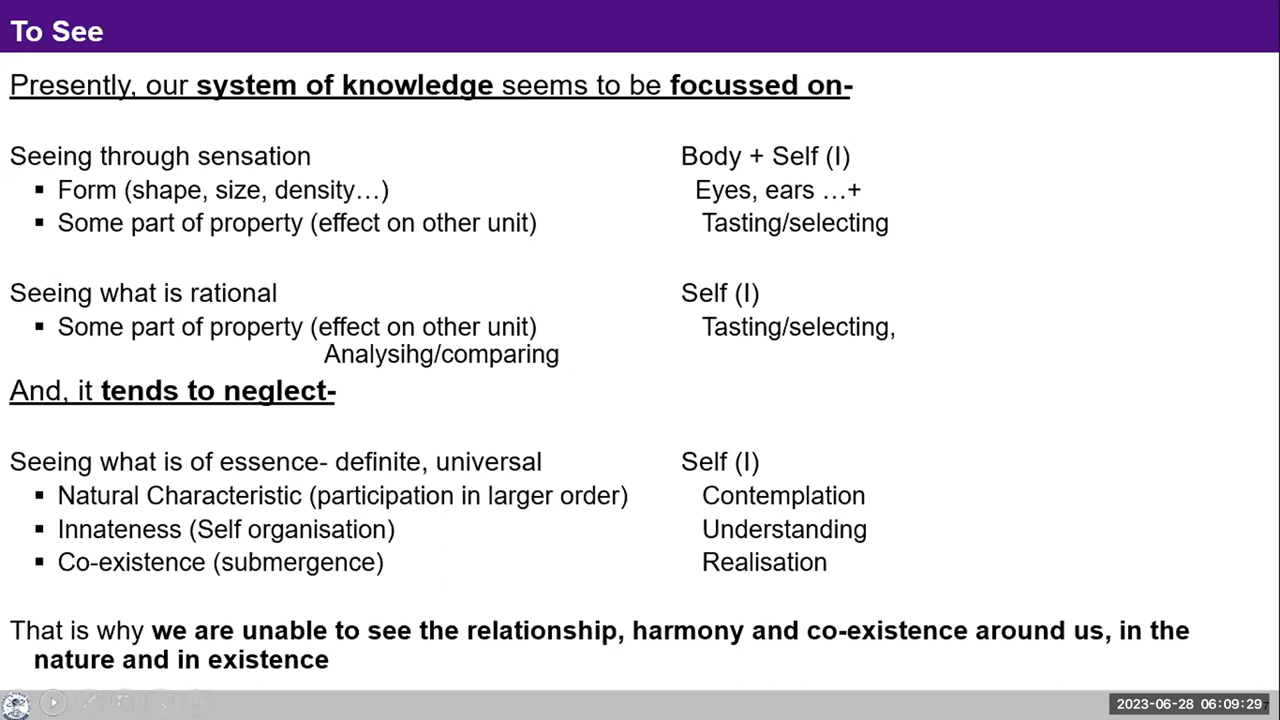 To See
Presently, our system of knowledge seems to be focussed on-
Seeing through sensation Body + Self (I)
▪ Form (shape, size, density…) Eyes, ears …+
▪ Some part of property (effect on other unit) Tasting/selecting
Seeing what is rational Self (I)
▪ Some part of property (effect on other unit) Tasting/selecting,
Analysihg/comparing
And, it tends to neglect-
Seeing what is of essence- definite, universal Self (I)
▪ Natural Characteristic (participation in larger order) Contemplation
▪ Innateness (Self organisation) Understanding
▪ Co-existence (submergence) Realisation
That is why we are unable to see the relationship, harmony and co-existence around us, in the
nature and in existence
2023-06-28 06:09:29